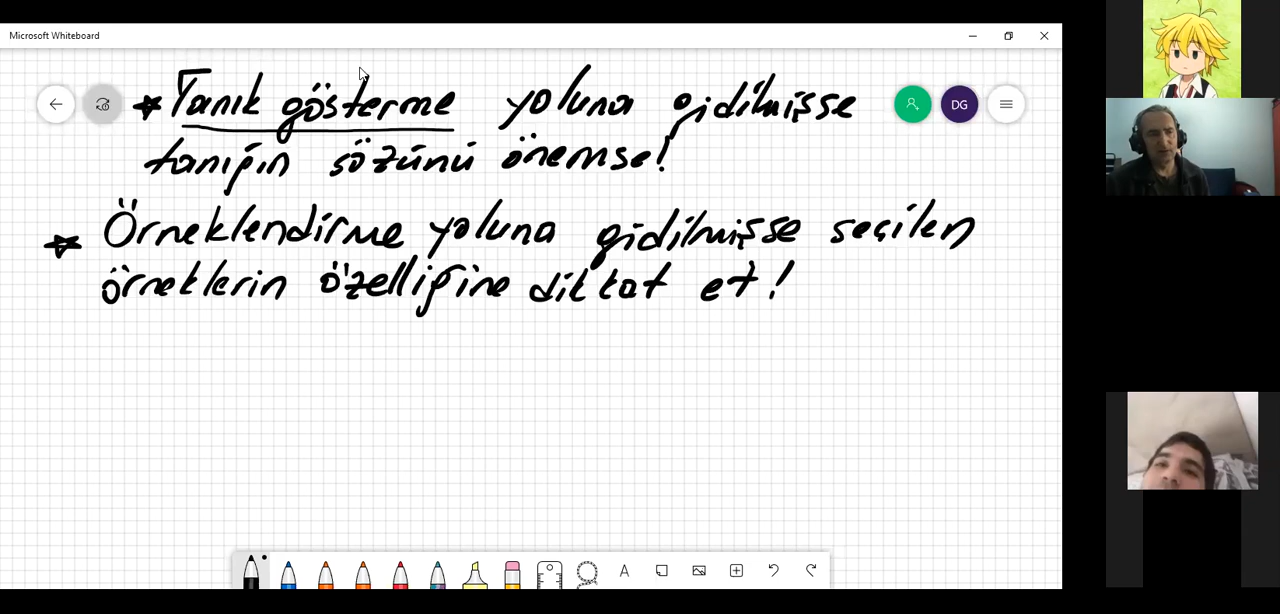 Microsoft Whiteboard
DG
★ Tanık gösterme yoluna gidilmişse
tanığın sözünü önemse!
★ Örneklendirme yoluna gidilmişse seçilen
örneklerin özelliğine dikkat et!
A